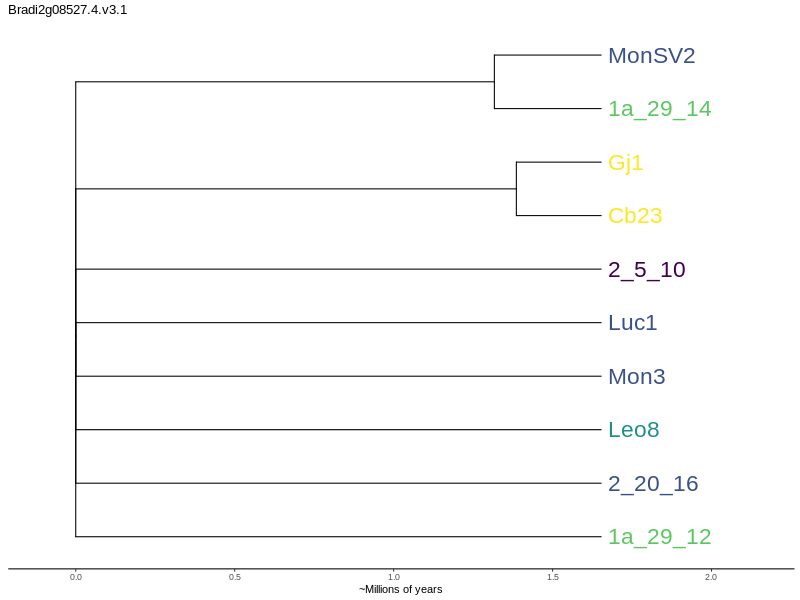 Bradi2g08527.4.v3.1
MonSV2
1a_29_14
Gj1
Cb23
2_5_10
Luc1
Mon3
Leo8
2_20_16
1a_29_12
0.0 0.5 1.0 1.5 2.0
~Millions of years